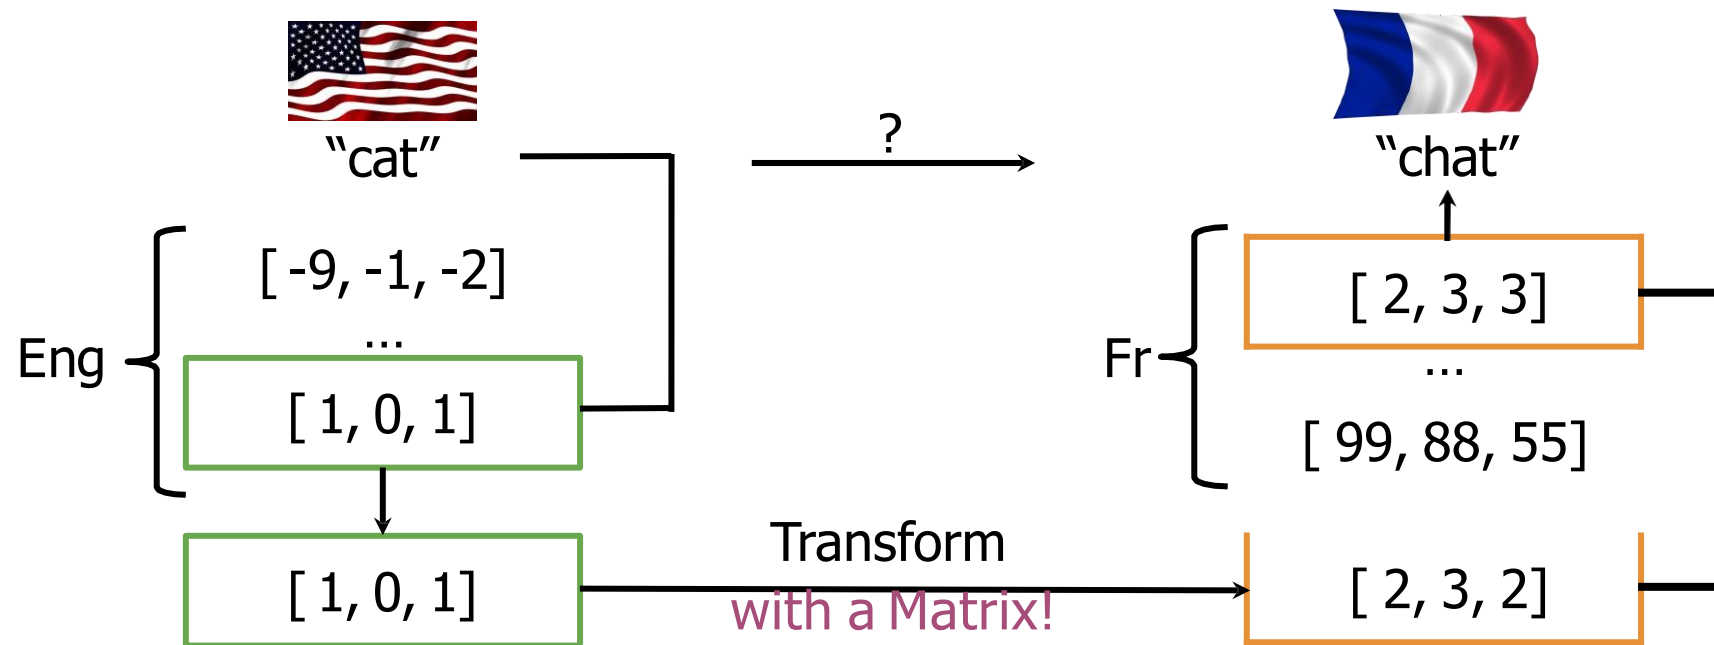 “cat”
?
“chat”
Eng
[ -9, -1, -2]
...
[ 1, 0, 1]
Fr
[ 2, 3, 3]
...
[ 99, 88, 55]
[ 1, 0, 1]
Transform
with a Matrix!
[ 2, 3, 2]